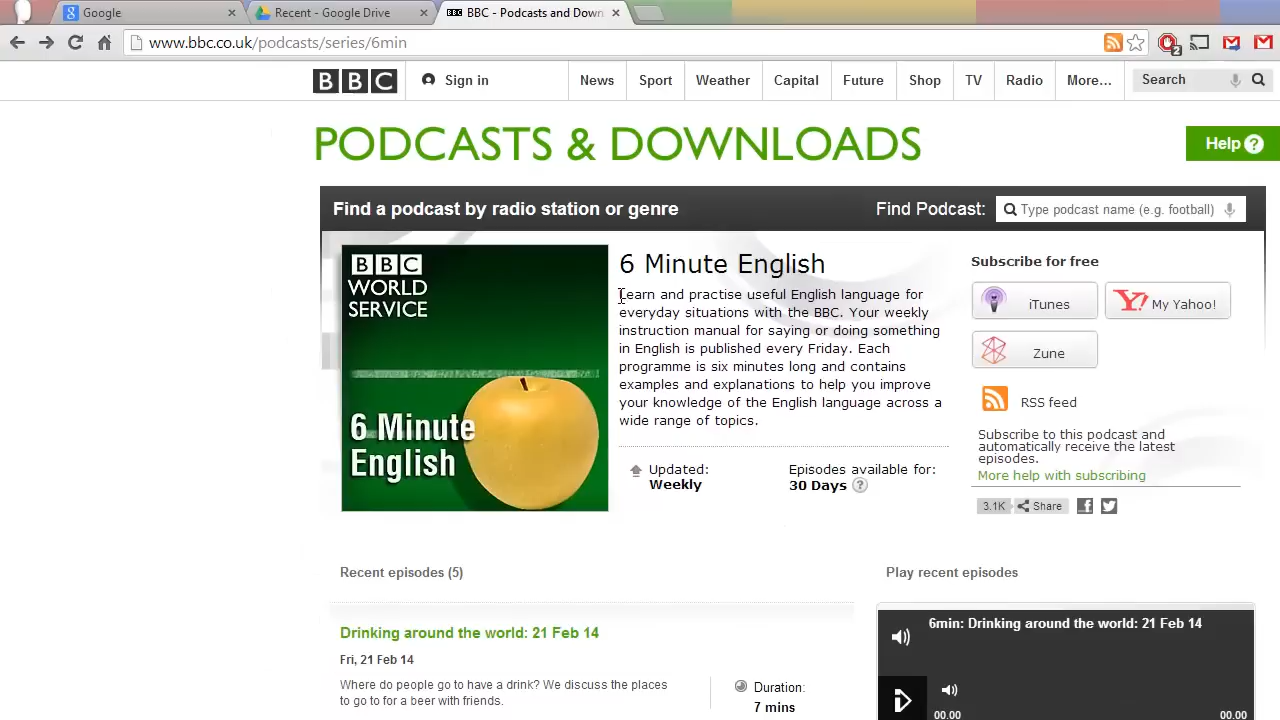 Google
Recent - Google Drive
BBC - Podcasts and Down
www.bbc.co.uk/podcasts/series/6min
2
BBC
Sign in
News
Sport
Weather
Capital
Future
Shop
TV
Radio
More...
Search
PODCASTS & DOWNLOADS
Help ?
Find a podcast by radio station or genre
Find Podcast:
Type podcast name (e.g. football)
BBC
WORLD
SERVICE
6 Minute
English
6 Minute English
Learn and practise useful English language for
everyday situations with the BBC. Your weekly
instruction manual for saying or doing something
in English is published every Friday. Each
programme is six minutes long and contains
examples and explanations to help you improve
your knowledge of the English language across a
wide range of topics.
Updated:
Weekly
Episodes available for:
30 Days ?
Subscribe for free
iTunes
Y! My Yahoo!
Zune
RSS feed
Subscribe to this podcast and
automatically receive the latest
episodes.
More help with subscribing
3.1K Share
Recent episodes (5)
Drinking around the world: 21 Feb 14
Fri, 21 Feb 14
Where do people go to have a drink? We discuss the places
to go to for a beer with friends.
Duration:
7 mins
Play recent episodes
6min: Drinking around the world: 21 Feb 14
00.00
00.00